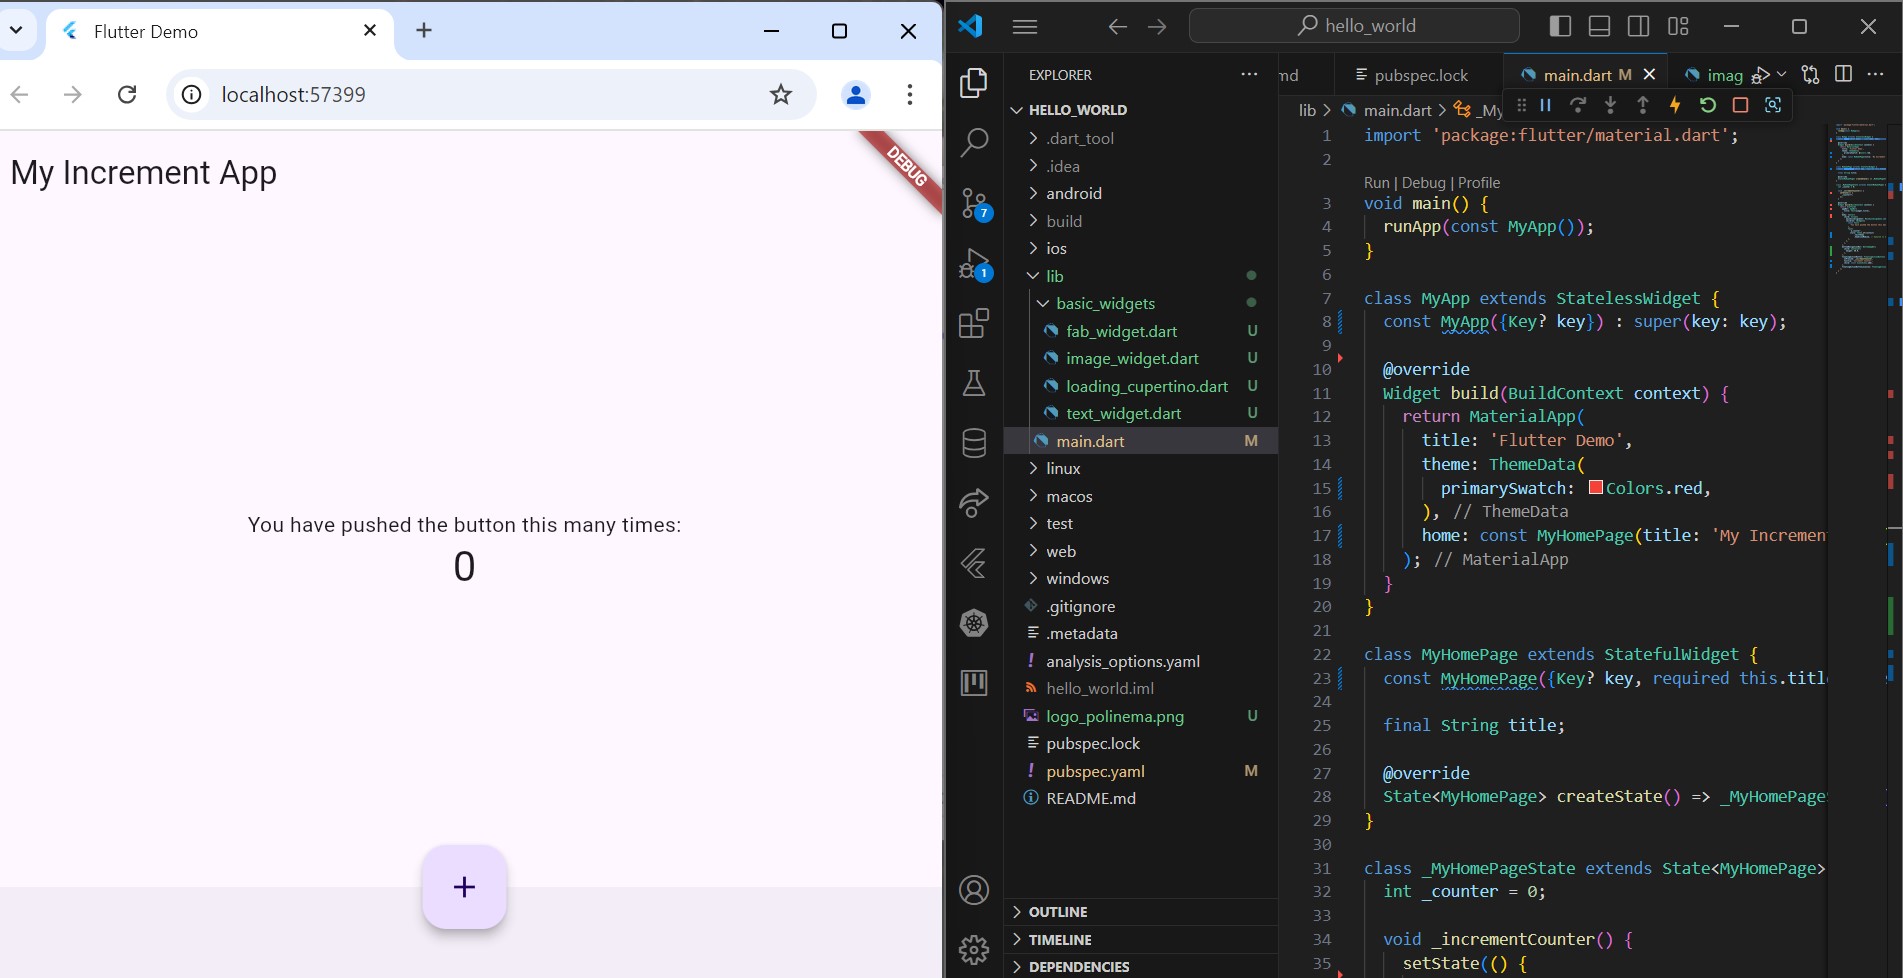 Flutter Demo
localhost:57399
My Increment App
DEBUG
You have pushed the button this many times:
0
+
hello_world
EXPLORER
HELLO_WORLD
.dart_tool
.idea
android
build
ios
lib
basic_widgets
fab_widget.dart U
image_widget.dart U
loading_cupertino.dart U
text_widget.dart U
main.dart M
linux
macos
test
web
windows
.gitignore
.metadata
analysis_options.yaml
hello_world.iml
logo_polinema.png U
pubspec.lock
pubspec.yaml M
README.md
OUTLINE
TIMELINE
DEPENDENCIES
7
1
md pubspec.lock main.dart M imag
lib > main.dart > _My
1 import 'package:flutter/material.dart';
2
Run | Debug | Profile
3 void main() {
4 runApp(const MyApp());
5 }
6
7 class MyApp extends StatelessWidget {
8 const MyApp({Key? key}) : super(key: key);
9
10 @override
11 Widget build(BuildContext context) {
12 return MaterialApp(
13 title: 'Flutter Demo',
14 theme: ThemeData(
15 primarySwatch: Colors.red,
16 ), // ThemeData
17 home: const MyHomePage(title: 'My Incremen
18 ); // MaterialApp
19 }
20 }
21
22 class MyHomePage extends StatefulWidget {
23 const MyHomePage({Key? key, required this.titl
24
25 final String title;
26
27 @override
28 State<MyHomePage> createState() => _MyHomePage
29 }
30
31 class _MyHomePageState extends State<MyHomePage>
32 int _counter = 0;
33
34 void _incrementCounter() {
35 setState(() {